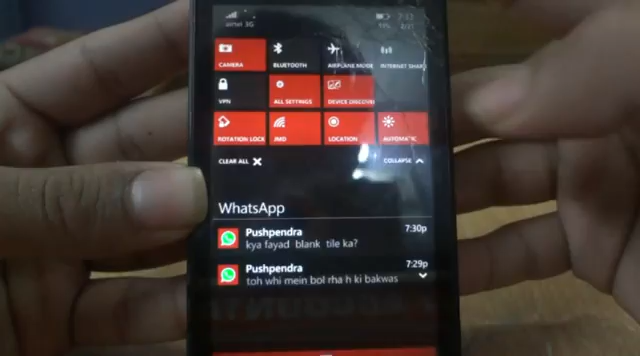 airtel 3G
CAMERA BLUETOOTH AIRPLANE MODE INTERNET SHAR
VPN ALL SETTINGS DEVICE DISCOVE
ROTATION LOCK JMD LOCATION AUTOMATIC
CLEAR ALL COLLAPSE
WhatsApp
Pushpendra 7:30p
kya fayad blank tile ka?
Pushpendra 7:29p
toh whi mein bol rha h ki bakwas